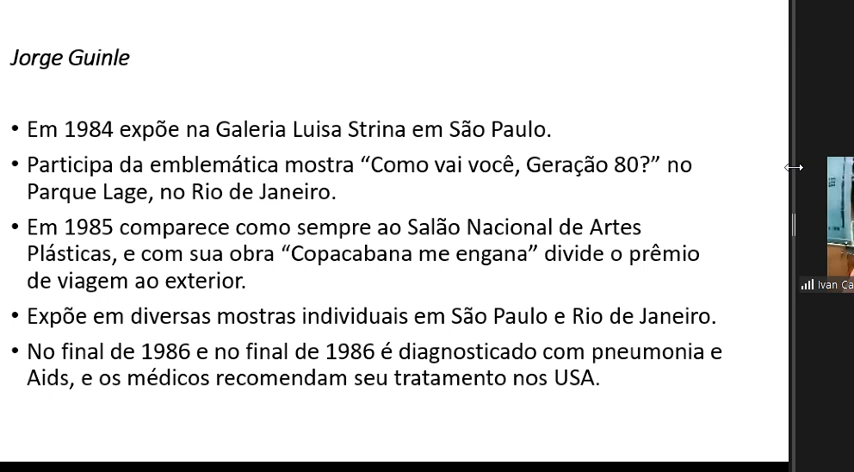 Jorge Guinle
• Em 1984 expõe na Galeria Luisa Strina em São Paulo.
• Participa da emblemática mostra “Como vai você, Geração 80?” no
Parque Lage, no Rio de Janeiro.
• Em 1985 comparece como sempre ao Salão Nacional de Artes
Plásticas, e com sua obra “Copacabana me engana” divide o prêmio
de viagem ao exterior.
• Expõe em diversas mostras individuais em São Paulo e Rio de Janeiro.
• No final de 1986 e no final de 1986 é diagnosticado com pneumonia e
Aids, e os médicos recomendam seu tratamento nos USA.
Ivan Ca